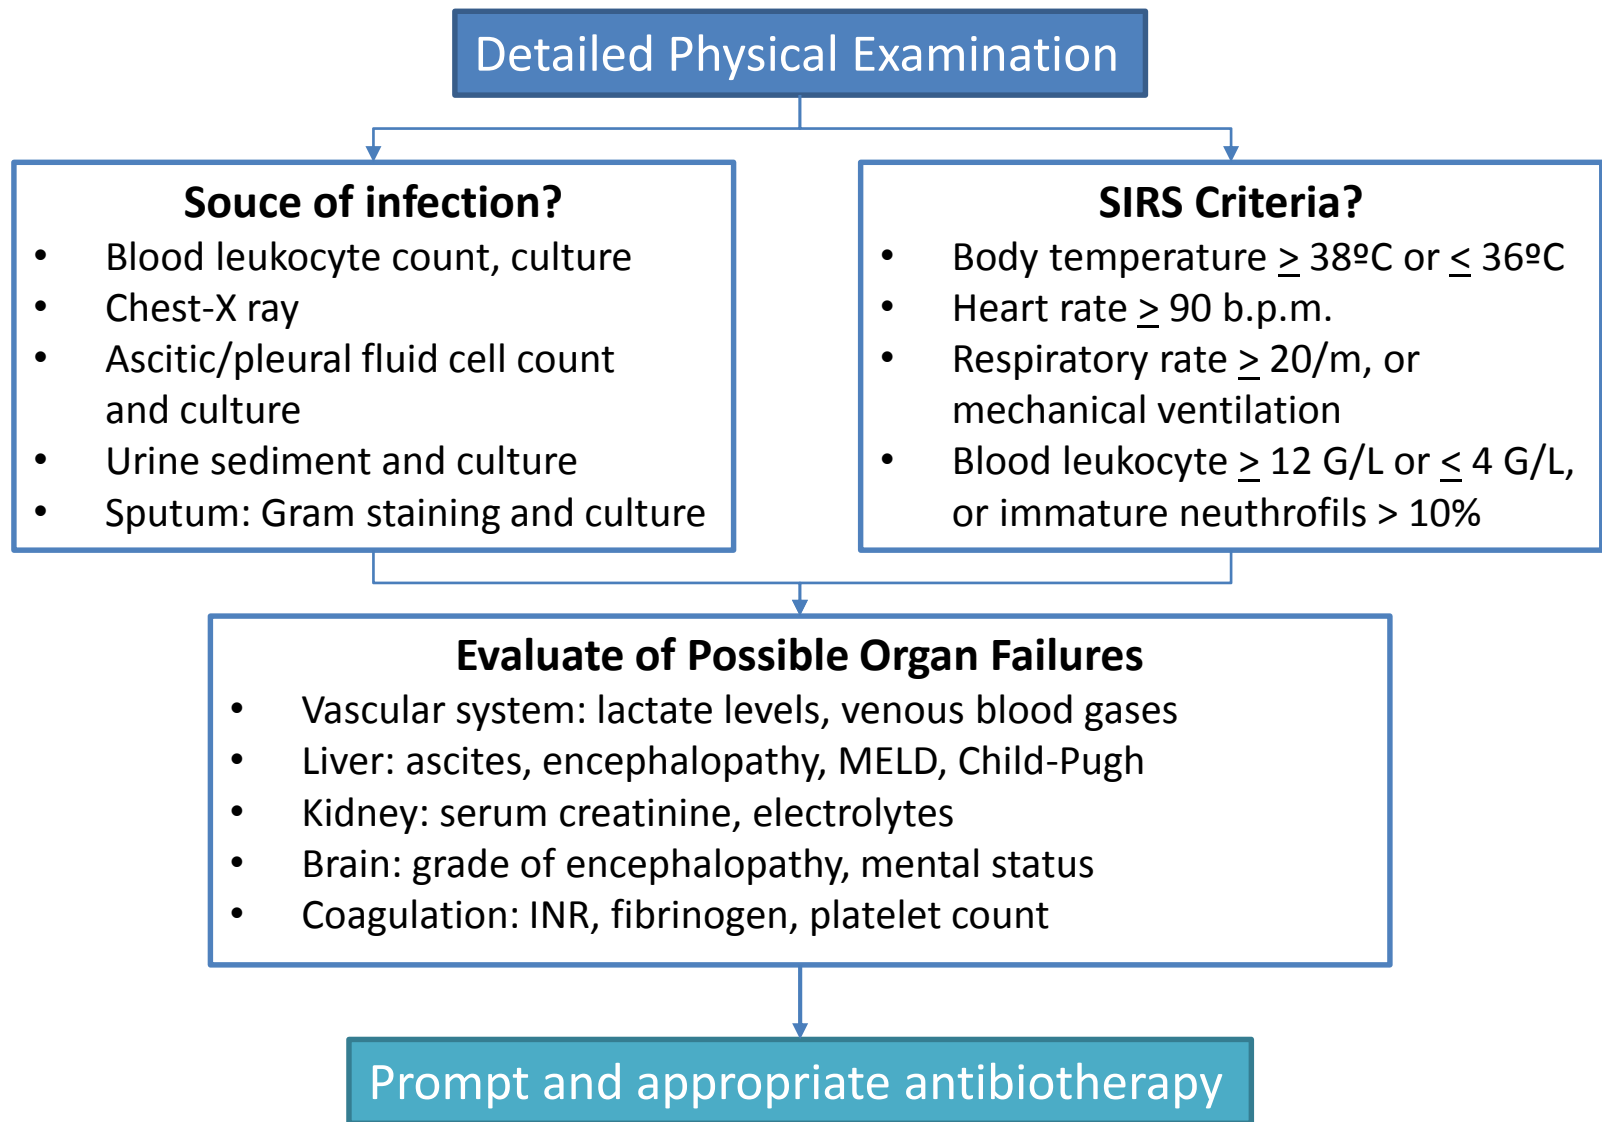 Detailed Physical Examination
Souce of infection?
• Blood leukocyte count, culture
• Chest-X ray
• Ascitic/pleural fluid cell count
and culture
• Urine sediment and culture
• Sputum: Gram staining and culture
SIRS Criteria?
• Body temperature ≥ 38ºC or ≤ 36ºC
• Heart rate ≥ 90 b.p.m.
• Respiratory rate ≥ 20/m, or
mechanical ventilation
• Blood leukocyte ≥ 12 G/L or ≤ 4 G/L,
or immature neuthrofils > 10%
Evaluate of Possible Organ Failures
• Vascular system: lactate levels, venous blood gases
• Liver: ascites, encephalopathy, MELD, Child-Pugh
• Kidney: serum creatinine, electrolytes
• Brain: grade of encephalopathy, mental status
• Coagulation: INR, fibrinogen, platelet count
Prompt and appropriate antibiotherapy